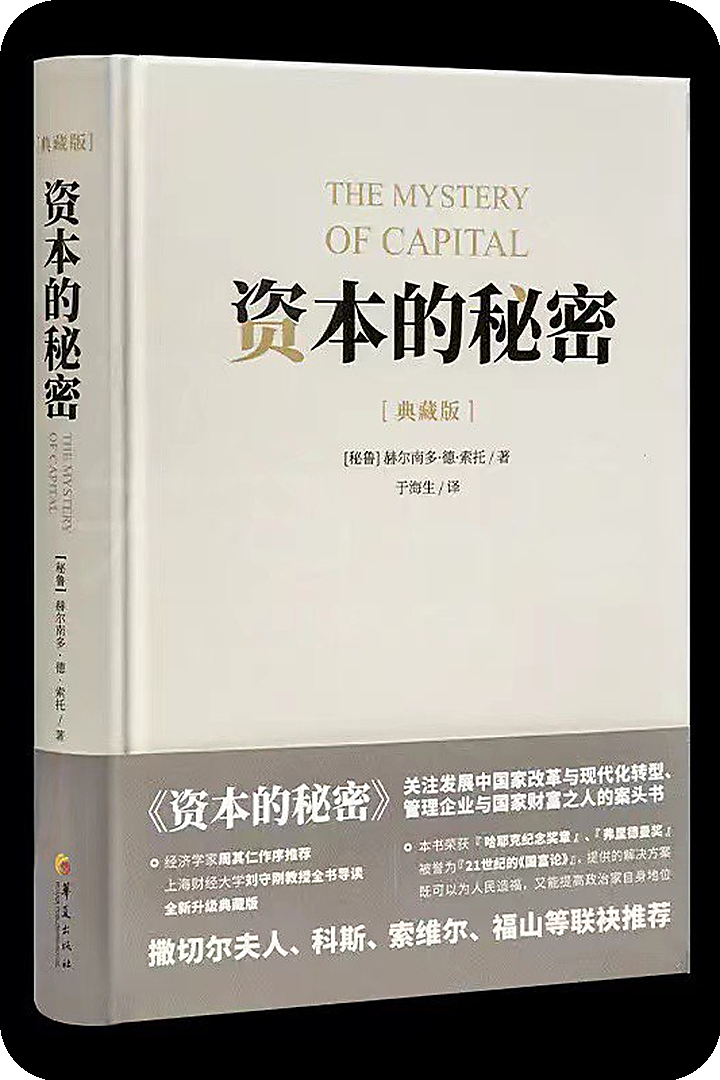 [典藏版]
资本的秘密
THE MYSTERY
OF CAPITAL
[秘鲁] 赫尔南多·德·索托 / 著
华夏出版社
THE MYSTERY
OF CAPITAL
资本的秘密
[典藏版]
[秘鲁] 赫尔南多·德·索托 / 著
于海生 / 译
《资本的秘密》
关注发展中国家改革与现代化转型、
管理企业与国家财富之人的案头书
经济学家周其仁作序推荐
上海财经大学刘守刚教授全书导读
全新升级典藏版
本书荣获『哈耶克纪念奖章』、『弗里德曼奖』
被誉为『21世纪的《国富论》』，提供的解决方案
既可以为人民造福，又能提高政治家自身地位
撒切尔夫人、科斯、索维尔、福山等联袂推荐